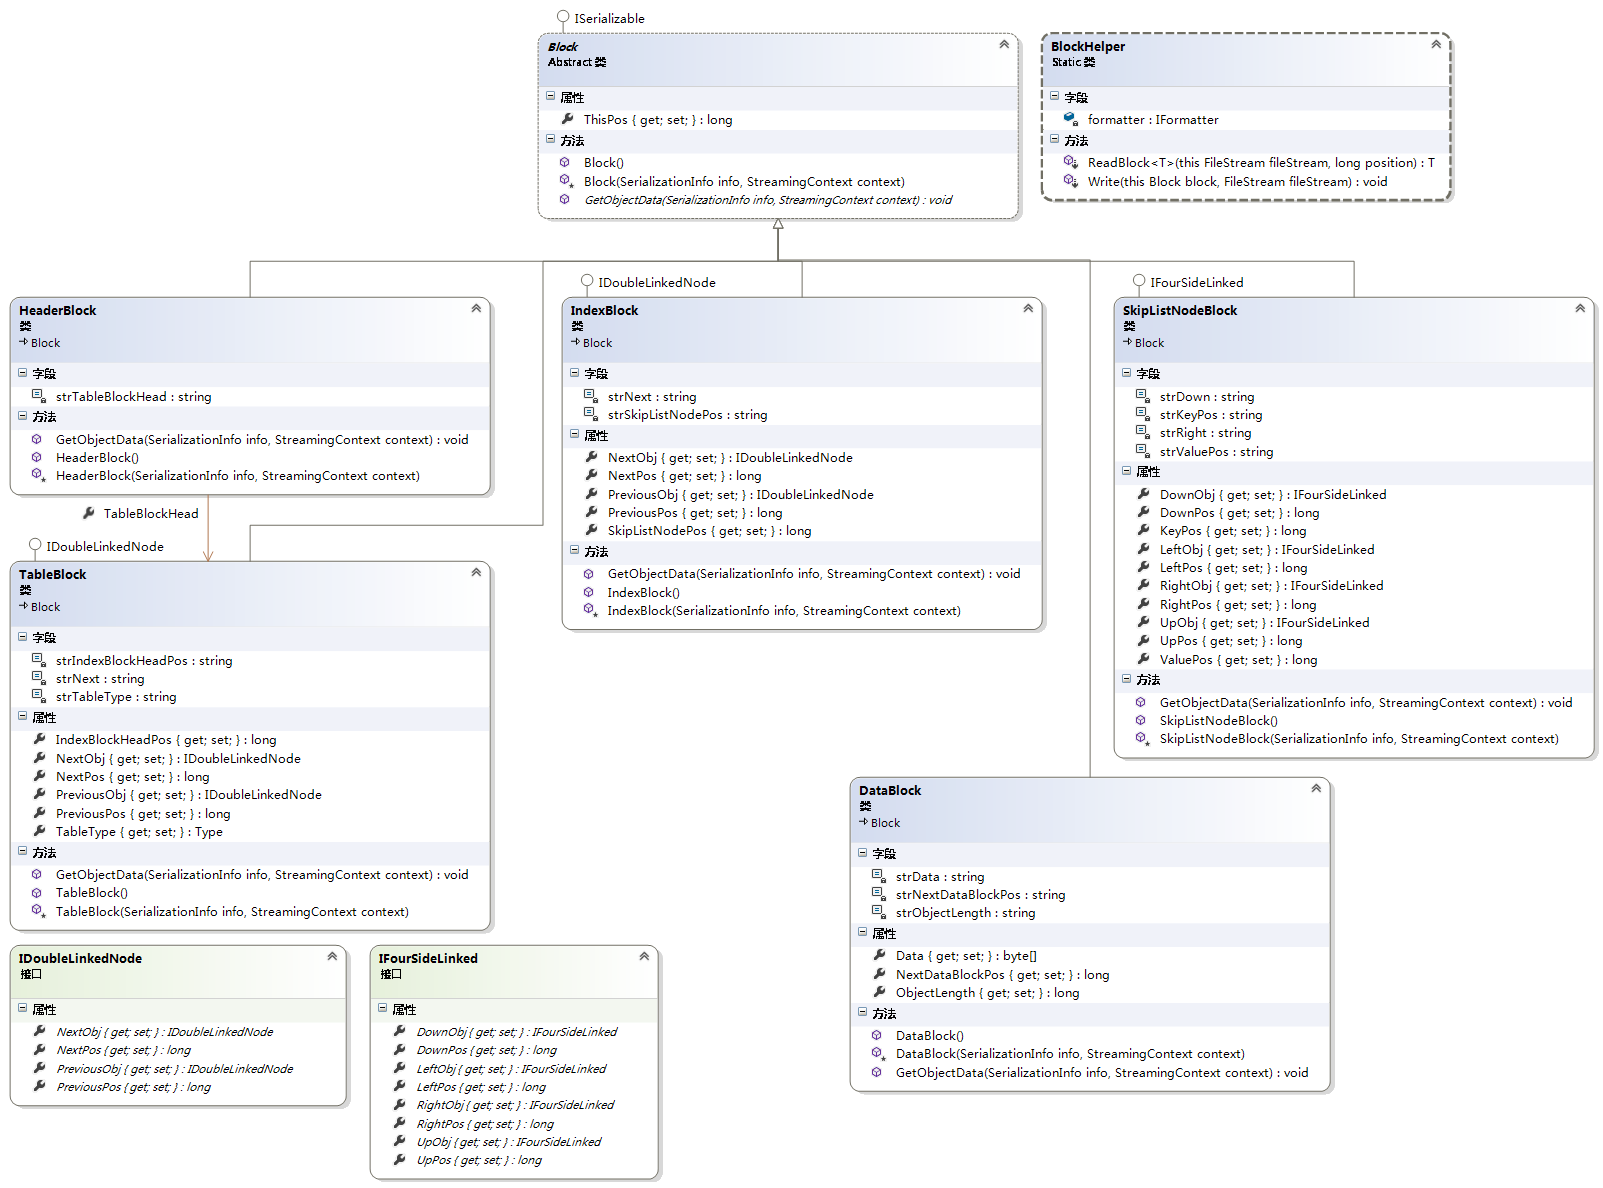 ISerializable
Block
Abstract 类
属性
ThisPos { get; set; } : long
方法
Block()
Block(SerializationInfo info, StreamingContext context)
GetObjectData(SerializationInfo info, StreamingContext context) : void
BlockHelper
Static 类
字段
formatter : IFormatter
方法
ReadBlock<T>(this FileStream fileStream, long position) : T
Write(this Block block, FileStream fileStream) : void
HeaderBlock
类
Block
字段
strTableBlockHead : string
方法
GetObjectData(SerializationInfo info, StreamingContext context) : void
HeaderBlock()
HeaderBlock(SerializationInfo info, StreamingContext context)
TableBlockHead
IDoubleLinkedNode
TableBlock
类
Block
字段
strIndexBlockHeadPos : string
strNext : string
strTableType : string
属性
IndexBlockHeadPos { get; set; } : long
NextObj { get; set; } : IDoubleLinkedNode
NextPos { get; set; } : long
PreviousObj { get; set; } : IDoubleLinkedNode
PreviousPos { get; set; } : long
TableType { get; set; } : Type
方法
GetObjectData(SerializationInfo info, StreamingContext context) : void
TableBlock()
TableBlock(SerializationInfo info, StreamingContext context)
IDoubleLinkedNode
IndexBlock
类
Block
字段
strNext : string
strSkipListNodePos : string
属性
NextObj { get; set; } : IDoubleLinkedNode
NextPos { get; set; } : long
PreviousObj { get; set; } : IDoubleLinkedNode
PreviousPos { get; set; } : long
SkipListNodePos { get; set; } : long
方法
GetObjectData(SerializationInfo info, StreamingContext context) : void
IndexBlock()
IndexBlock(SerializationInfo info, StreamingContext context)
IFourSideLinked
SkipListNodeBlock
类
Block
字段
strDown : string
strKeyPos : string
strRight : string
strValuePos : string
属性
DownObj { get; set; } : IFourSideLinked
DownPos { get; set; } : long
KeyPos { get; set; } : long
LeftObj { get; set; } : IFourSideLinked
LeftPos { get; set; } : long
RightObj { get; set; } : IFourSideLinked
RightPos { get; set; } : long
UpObj { get; set; } : IFourSideLinked
UpPos { get; set; } : long
ValuePos { get; set; } : long
方法
GetObjectData(SerializationInfo info, StreamingContext context) : void
SkipListNodeBlock()
SkipListNodeBlock(SerializationInfo info, StreamingContext context)
DataBlock
类
Block
字段
strData : string
strNextDataBlockPos : string
strObjectLength : string
属性
Data { get; set; } : byte[]
NextDataBlockPos { get; set; } : long
ObjectLength { get; set; } : long
方法
DataBlock()
DataBlock(SerializationInfo info, StreamingContext context)
GetObjectData(SerializationInfo info, StreamingContext context) : void
IDoubleLinkedNode
接口
属性
NextObj { get; set; } : IDoubleLinkedNode
NextPos { get; set; } : long
PreviousObj { get; set; } : IDoubleLinkedNode
PreviousPos { get; set; } : long
IFourSideLinked
接口
属性
DownObj { get; set; } : IFourSideLinked
DownPos { get; set; } : long
LeftObj { get; set; } : IFourSideLinked
LeftPos { get; set; } : long
RightObj { get; set; } : IFourSideLinked
RightPos { get; set; } : long
UpObj { get; set; } : IFourSideLinked
UpPos { get; set; } : long